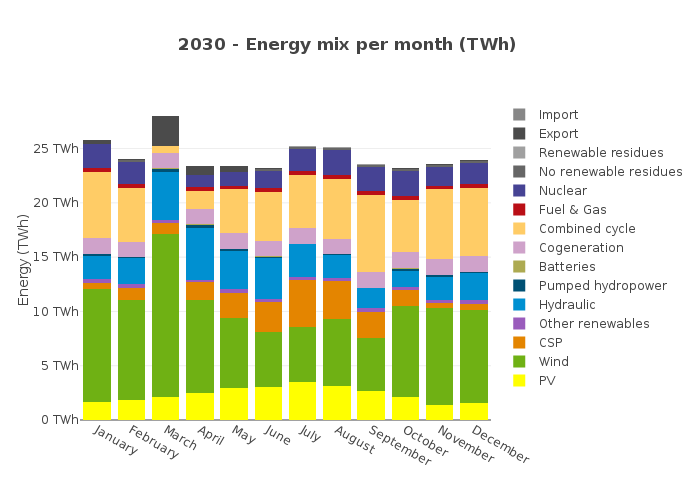 2030 - Energy mix per month (TWh)
Energy (TWh)
25 TWh
20 TWh
15 TWh
10 TWh
5 TWh
0 TWh
January
February
March
April
May
June
July
August
September
October
November
December
Import
Export
Renewable residues
No renewable residues
Nuclear
Fuel & Gas
Combined cycle
Cogeneration
Batteries
Pumped hydropower
Hydraulic
Other renewables
CSP
Wind
PV